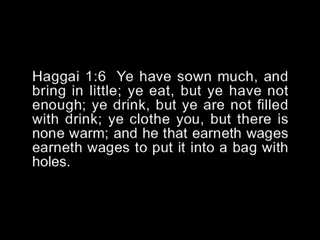 Haggai 1:6  Ye have sown much, and
bring in little; ye eat, but ye have not
enough; ye drink, but ye are not filled
with drink; ye clothe you, but there is
none warm; and he that earneth wages
earneth wages to put it into a bag with
holes.